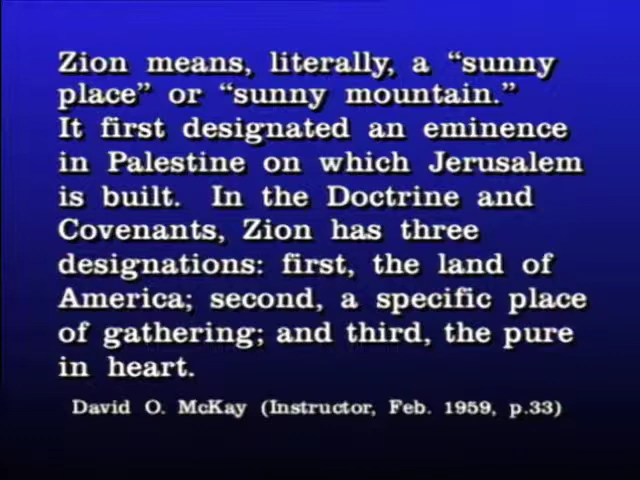 Zion means, literally, a “sunny
place” or “sunny mountain.”
It first designated an eminence
in Palestine on which Jerusalem
is built. In the Doctrine and
Covenants, Zion has three
designations: first, the land of
America; second, a specific place
of gathering; and third, the pure
in heart.
David O. McKay (Instructor, Feb. 1959, p.33)